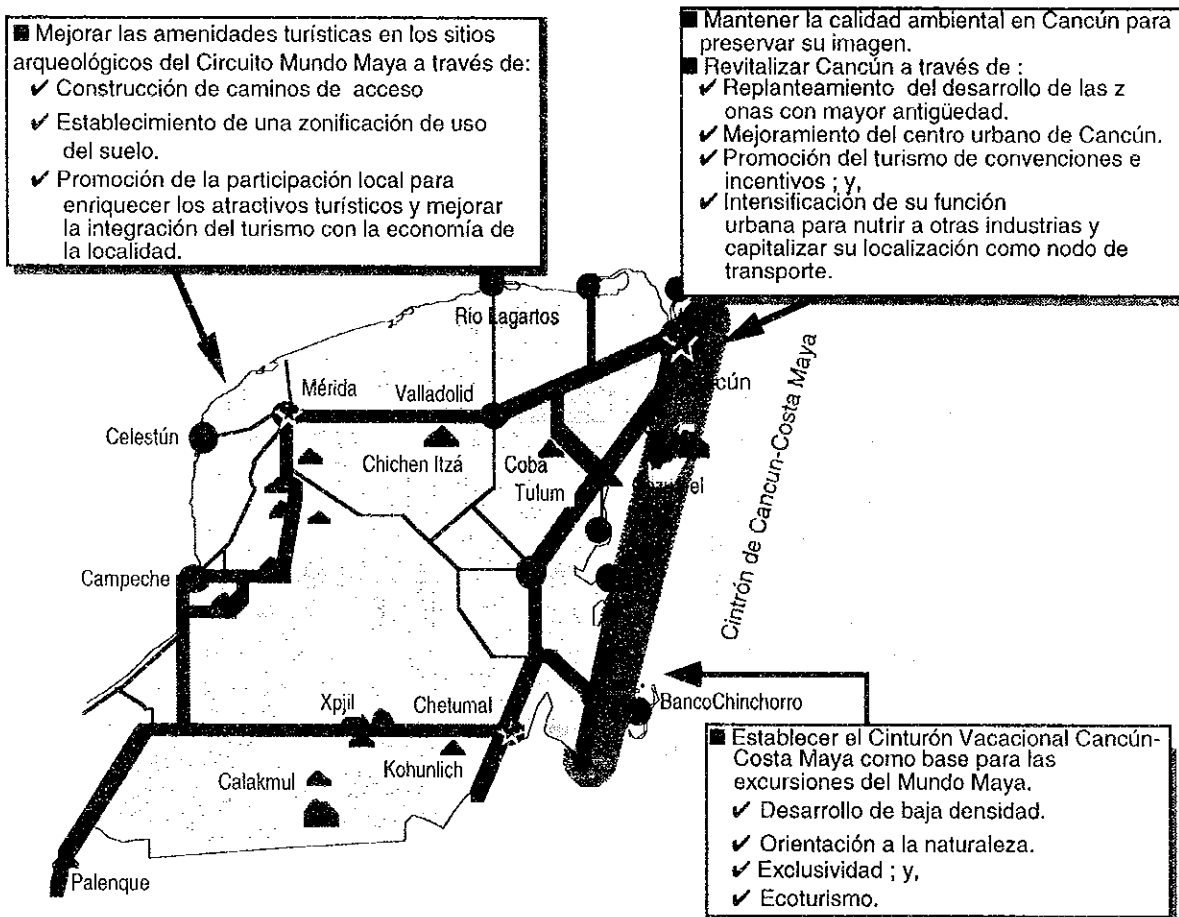 ■ Mejorar las amenidades turísticas en los sitios
arqueológicos del Circuito Mundo Maya a través de:
✔ Construcción de caminos de acceso
✔ Establecimiento de una zonificación de uso
del suelo.
✔ Promoción de la participación local para
enriquecer los atractivos turísticos y mejorar
la integración del turismo con la economía de
la localidad.
■ Mantener la calidad ambiental en Cancún para
preservar su imagen.
■ Revitalizar Cancún a través de :
✔ Replanteamiento del desarrollo de las z
onas con mayor antigüedad.
✔ Mejoramiento del centro urbano de Cancún.
✔ Promoción del turismo de convenciones e
incentivos ; y,
✔ Intensificación de su función
urbana para nutrir a otras industrias y
capitalizar su localización como nodo de
transporte.
Río Lagartos
Mérida
Valladolid
Celestún
Chichen Itzá
Coba
Tulum
Cintrón de Cancun-Costa Maya
Campeche
Xpjil
Chetumal
BancoChinchorro
Kohunlich
Calakmul
Palenque
■ Establecer el Cinturón Vacacional Cancún-
Costa Maya como base para las
excursiones del Mundo Maya.
✔ Desarrollo de baja densidad.
✔ Orientación a la naturaleza.
✔ Exclusividad ; y,
✔ Ecoturismo.